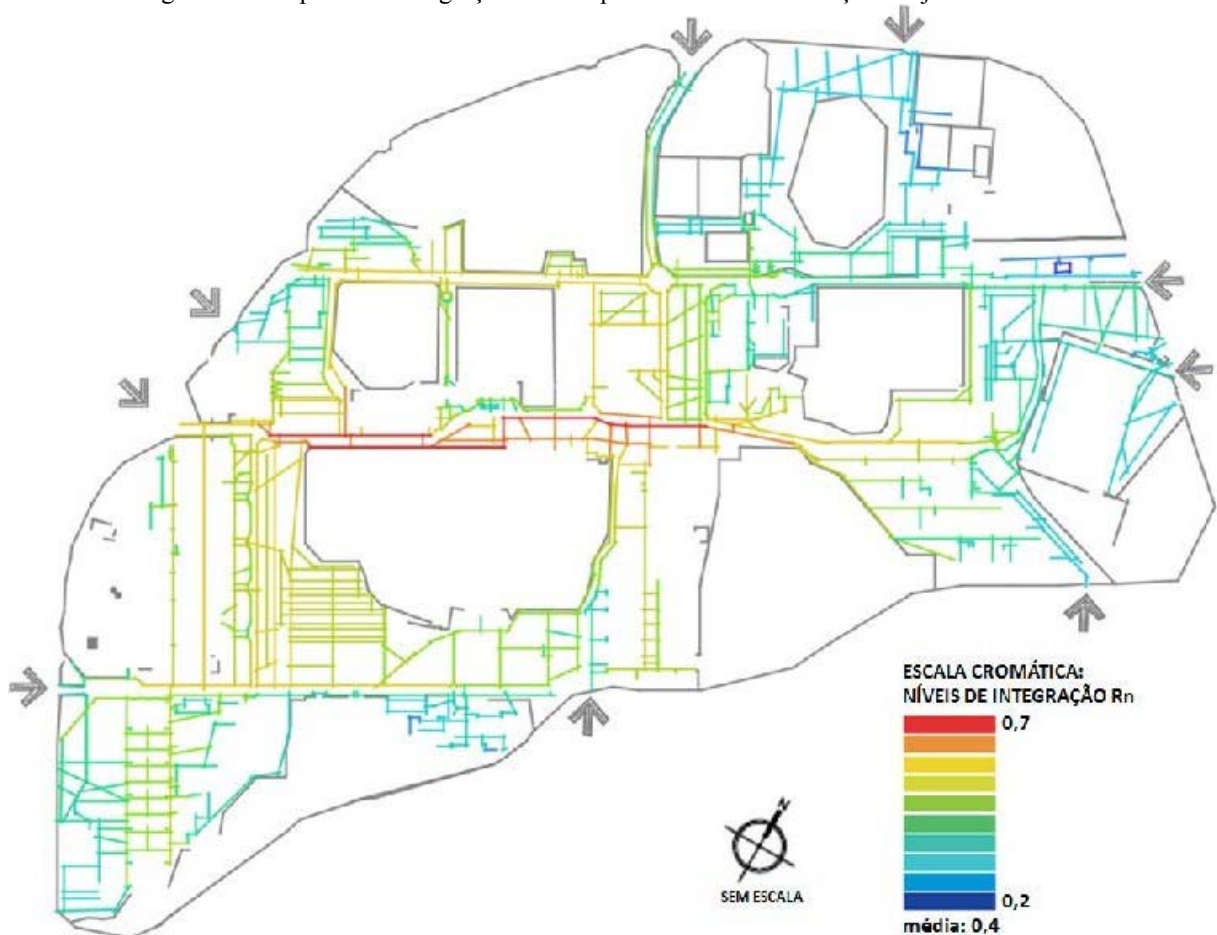 N
SEM ESCALA
ESCALA CROMÁTICA:
NÍVEIS DE INTEGRAÇÃO Rn
0,7
0,2
média: 0,4